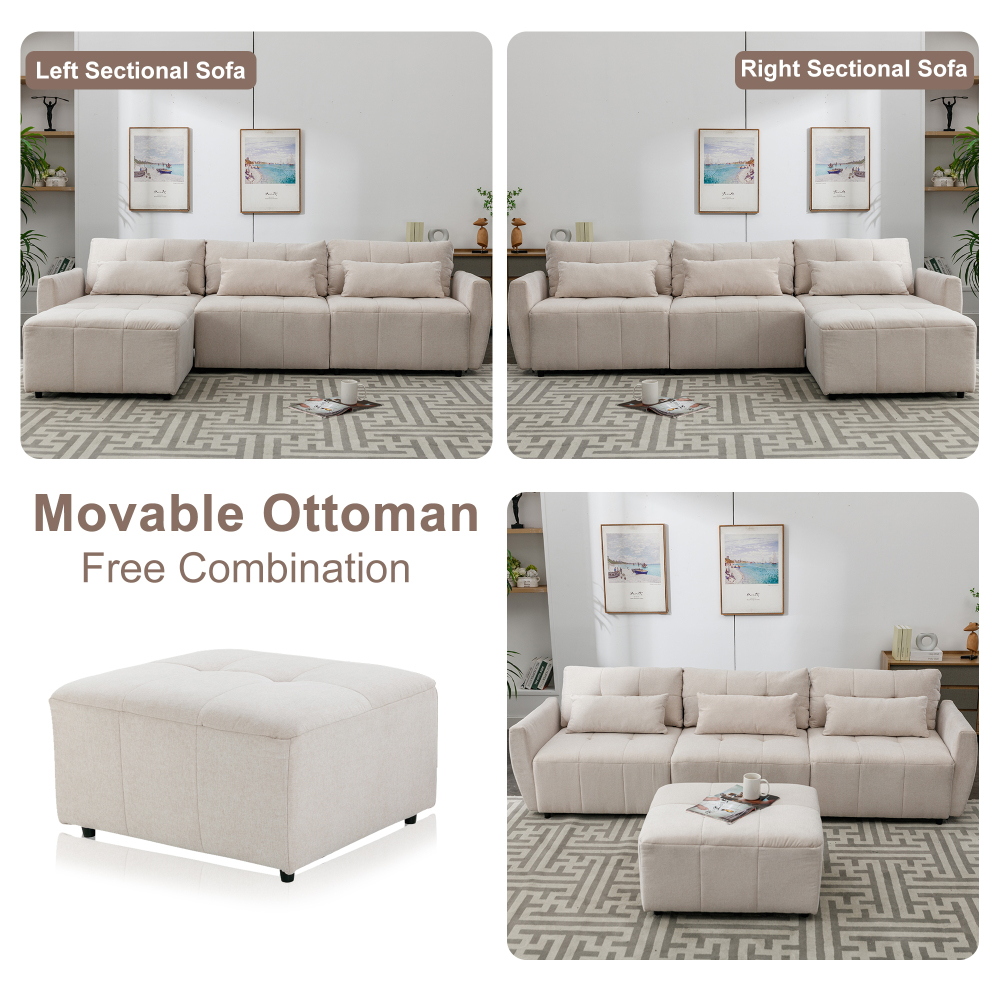 Left Sectional Sofa
Right Sectional Sofa
Movable Ottoman
Free Combination